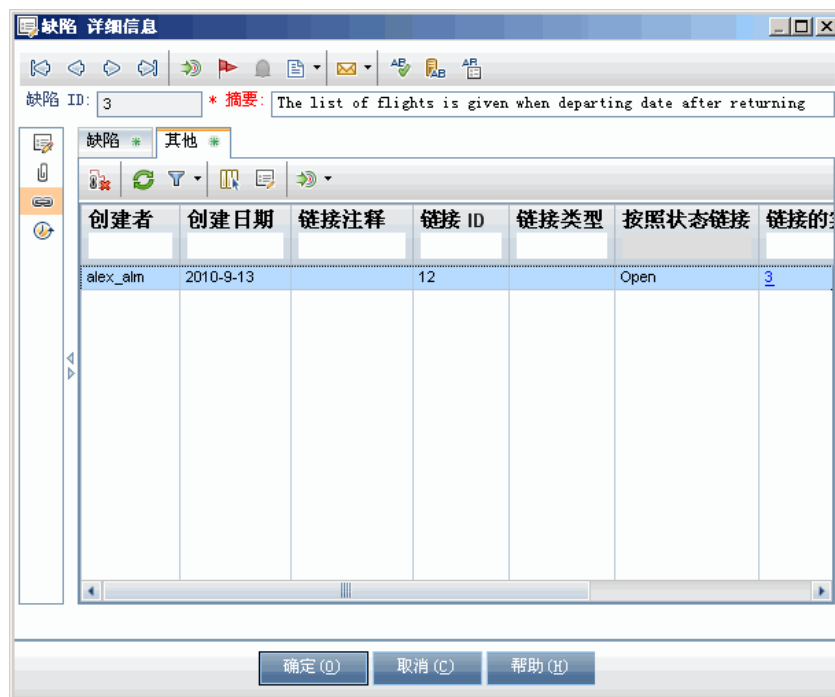 缺陷 详细信息
缺陷 ID: 3 * 摘要: The list of flights is given when departing date after returning
缺陷 * 其他 *
创建者 创建日期 链接注释 链接 ID 链接类型 按照状态链接 链接的
alex_alm 2010-9-13 12 Open 3
确定(O) 取消(C) 帮助(H)